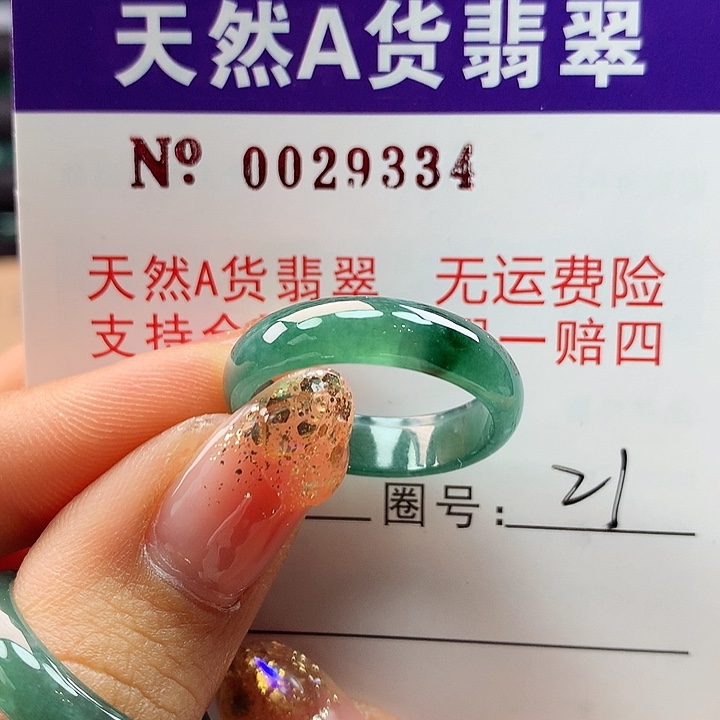 天然A货翡翠
Nº 0029334
天然A货翡翠 无运费险
支持 一赔四
圈号: 21